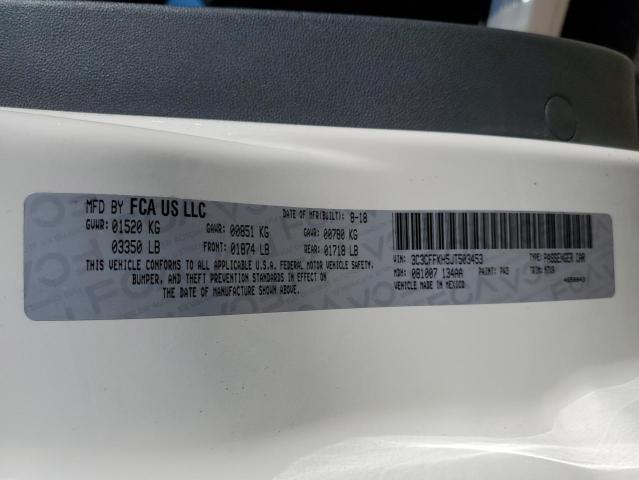 MFD BY FCA US LLC DATE OF MFR(BUILT): 8-18
GVWR: 01520 KG GAWR: 00851 KG GAWR: 00780 KG
03350 LB FRONT: 01874 LB REAR: 01718 LB
THIS VEHICLE CONFORMS TO ALL APPLICABLE U.S.A. FEDERAL MOTOR VEHICLE SAFETY,
BUMPER, AND THEFT PREVENTION STANDARDS IN EFFECT ON
THE DATE OF MANUFACTURE SHOWN ABOVE.
VIN: 3C3CFFKH5JT503453 TYPE: PASSENGER CAR
MDH: 081007 134AA PAINT: PW3 TRIM:
VEHICLE MADE IN MEXICO